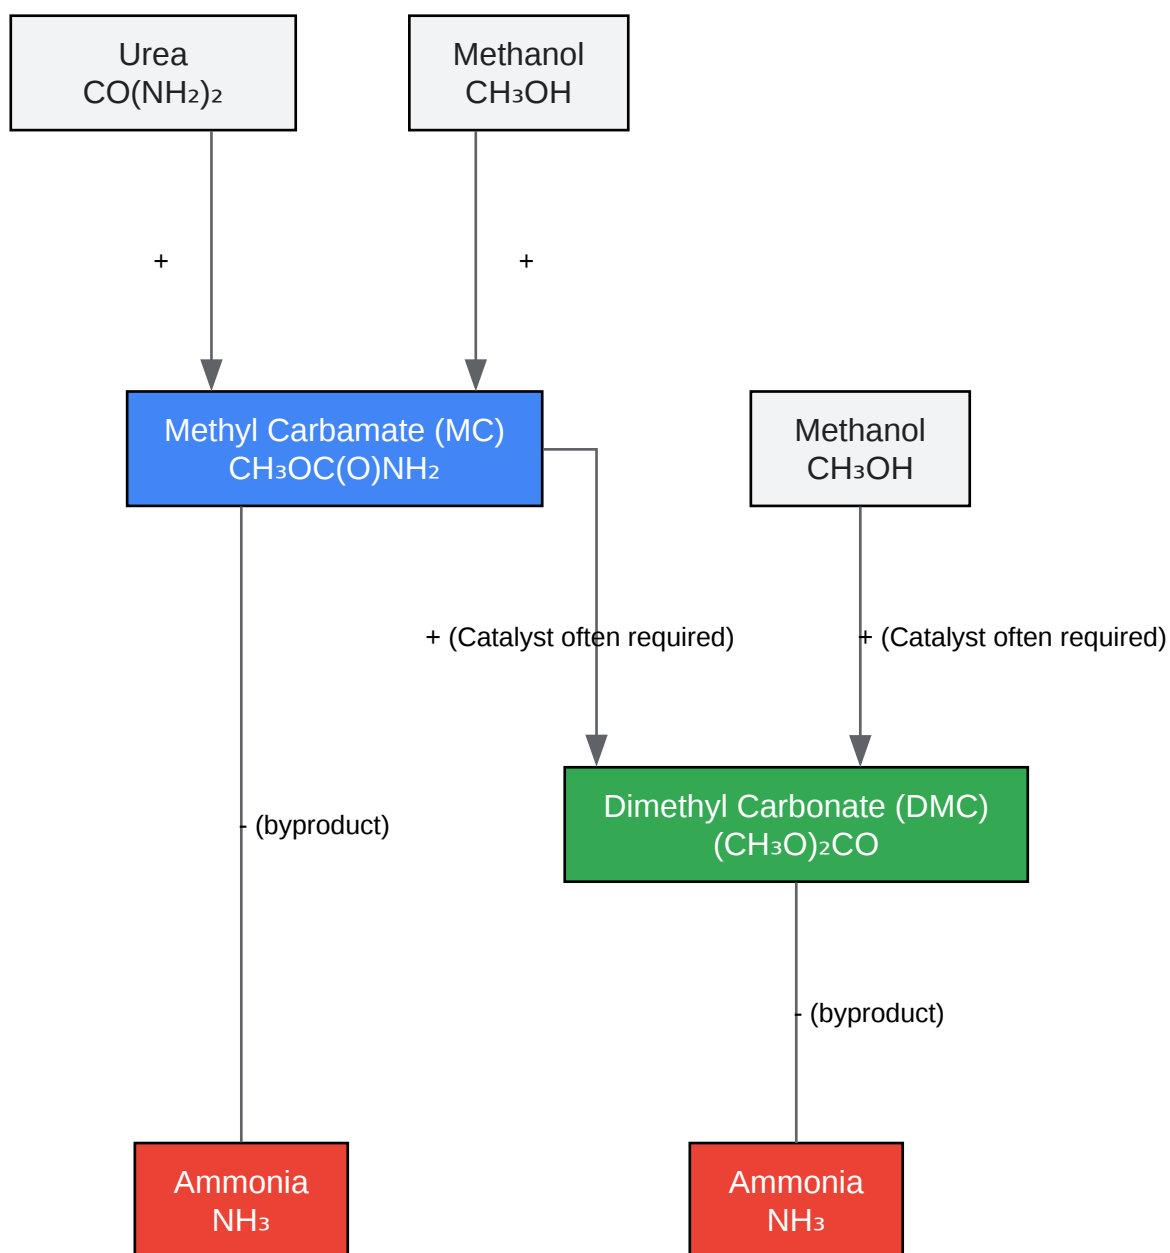 Urea
CO(NH₂)₂
Methanol
CH₃OH
+
+
Methyl Carbamate (MC)
CH₃OC(O)NH₂
Methanol
CH₃OH
+ (Catalyst often required)
+ (Catalyst often required)
Dimethyl Carbonate (DMC)
(CH₃O)₂CO
- (byproduct)
- (byproduct)
Ammonia
NH₃
Ammonia
NH₃